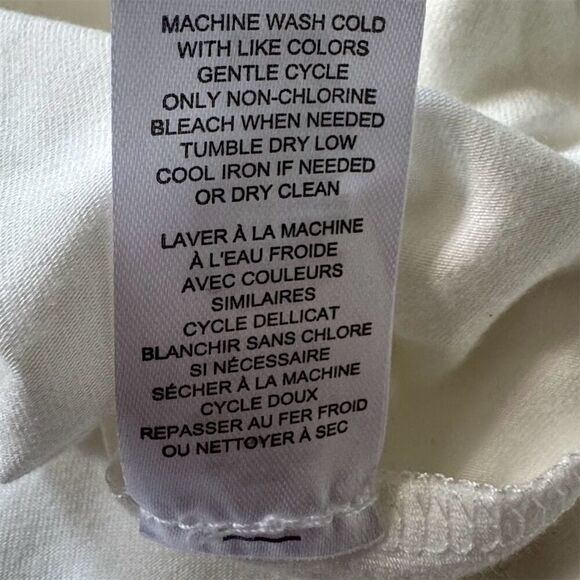 MACHINE WASH COLD
WITH LIKE COLORS
GENTLE CYCLE
ONLY NON-CHLORINE
BLEACH WHEN NEEDED
TUMBLE DRY LOW
COOL IRON IF NEEDED
OR DRY CLEAN
LAVER À LA MACHINE
À L'EAU FROIDE
AVEC COULEURS
SIMILAIRES
CYCLE DELLICAT
BLANCHIR SANS CHLORE
SI NÉCESSAIRE
SÉCHER À LA MACHINE
CYCLE DOUX
REPASSER AU FER FROID
OU NETTOYER À SEC